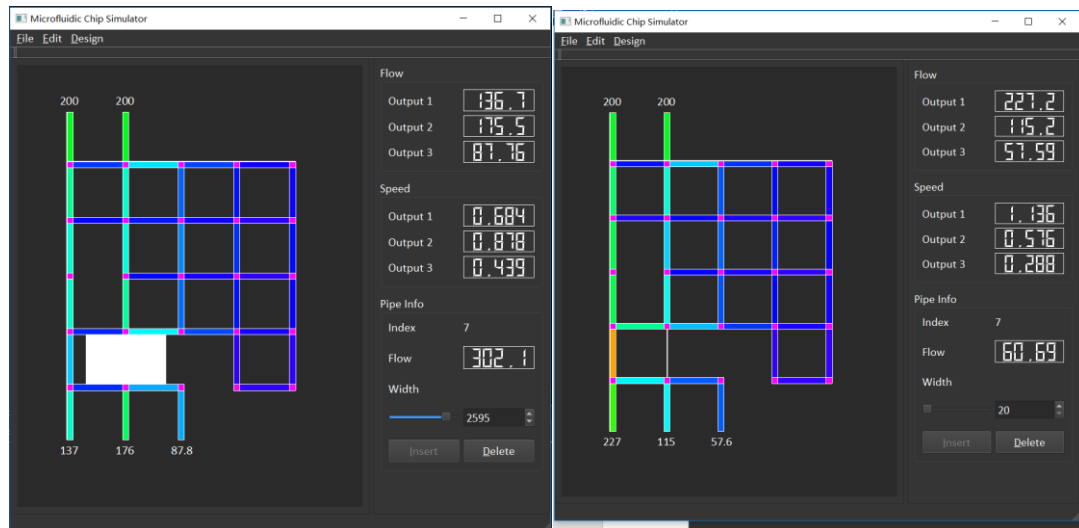 Microfluidic Chip Simulator
File Edit Design
200 200
137 176 87.8
Flow
Output 1 136.7
Output 2 175.5
Output 3 87.76
Speed
Output 1 0.684
Output 2 0.878
Output 3 0.439
Pipe Info
Index 7
Flow 302.1
Width
2595
Insert Delete
Microfluidic Chip Simulator
File Edit Design
200 200
227 115 57.6
Flow
Output 1 227.2
Output 2 115.2
Output 3 57.59
Speed
Output 1 1.136
Output 2 0.576
Output 3 0.288
Pipe Info
Index 7
Flow 60.69
Width
20
Insert Delete